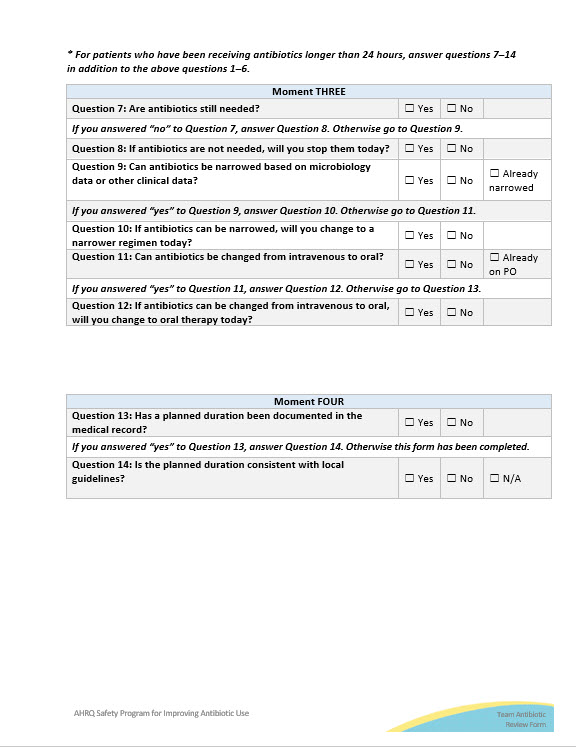 * For patients who have been receiving antibiotics longer than 24 hours, answer questions 7–14
in addition to the above questions 1–6.
Moment THREE
Question 7: Are antibiotics still needed? ☐ Yes ☐ No
If you answered “no” to Question 7, answer Question 8. Otherwise go to Question 9.
Question 8: If antibiotics are not needed, will you stop them today? ☐ Yes ☐ No
Question 9: Can antibiotics be narrowed based on microbiology
data or other clinical data? ☐ Yes ☐ No ☐ Already
narrowed
If you answered “yes” to Question 9, answer Question 10. Otherwise go to Question 11.
Question 10: If antibiotics can be narrowed, will you change to a
narrower regimen today? ☐ Yes ☐ No
Question 11: Can antibiotics be changed from intravenous to oral? ☐ Yes ☐ No ☐ Already
on PO
If you answered “yes” to Question 11, answer Question 12. Otherwise go to Question 13.
Question 12: If antibiotics can be changed from intravenous to oral,
will you change to oral therapy today? ☐ Yes ☐ No
Moment FOUR
Question 13: Has a planned duration been documented in the
medical record? ☐ Yes ☐ No
If you answered “yes” to Question 13, answer Question 14. Otherwise this form has been completed.
Question 14: Is the planned duration consistent with local
guidelines? ☐ Yes ☐ No ☐ N/A
AHRQ Safety Program for Improving Antibiotic Use
Team Antibiotic
Review Form